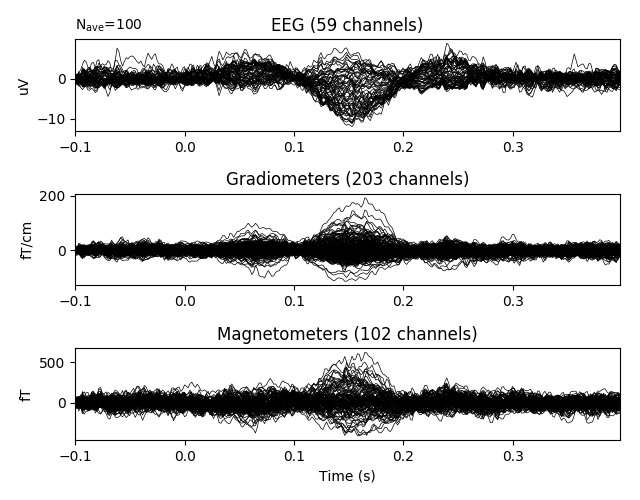 N_ave=100
EEG (59 channels)
uV
0
−10
−0.1 0.0 0.1 0.2 0.3
Gradiometers (203 channels)
fT/cm
200
0
−0.1 0.0 0.1 0.2 0.3
Magnetometers (102 channels)
fT
500
0
−0.1 0.0 0.1 0.2 0.3
Time (s)